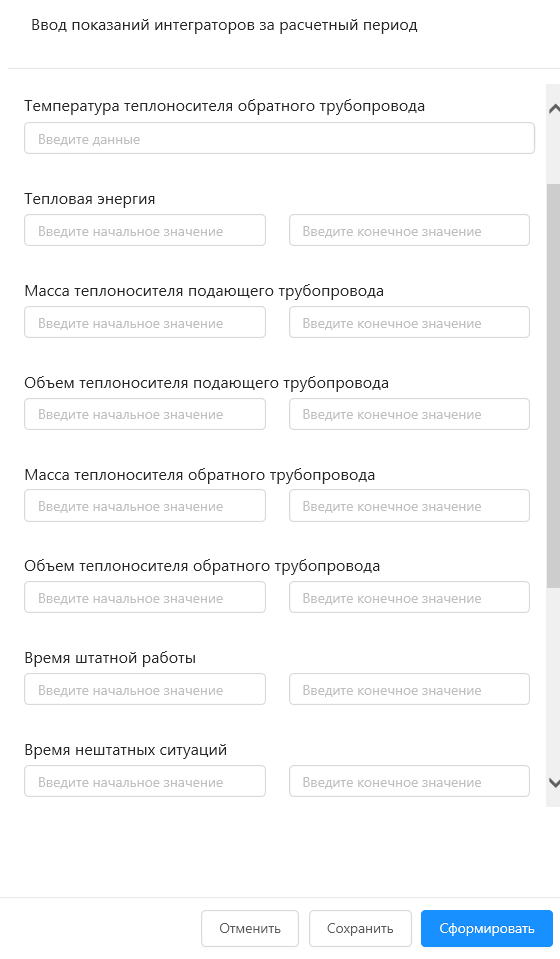 Ввод показаний интеграторов за расчетный период
Температура теплоносителя обратного трубопровода
Введите данные
Тепловая энергия
Введите начальное значение Введите конечное значение
Масса теплоносителя подающего трубопровода
Введите начальное значение Введите конечное значение
Объем теплоносителя подающего трубопровода
Введите начальное значение Введите конечное значение
Масса теплоносителя обратного трубопровода
Введите начальное значение Введите конечное значение
Объем теплоносителя обратного трубопровода
Введите начальное значение Введите конечное значение
Время штатной работы
Введите начальное значение Введите конечное значение
Время нештатных ситуаций
Введите начальное значение Введите конечное значение
Отменить Сохранить Сформировать